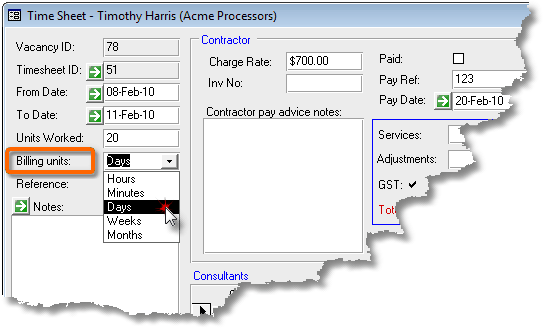 Time Sheet - Timothy Harris (Acme Processors)
Vacancy ID: 78
Timesheet ID: 51
From Date: 08-Feb-10
To Date: 11-Feb-10
Units Worked: 20
Billing units: Days
Hours
Minutes
Days
Weeks
Months
Reference:
Notes:
Contractor
Charge Rate: $700.00
Inv No:
Contractor pay advice notes:
Paid:
Pay Ref: 123
Pay Date: 20-Feb-10
Services:
Adjustments:
GST:
Consultants